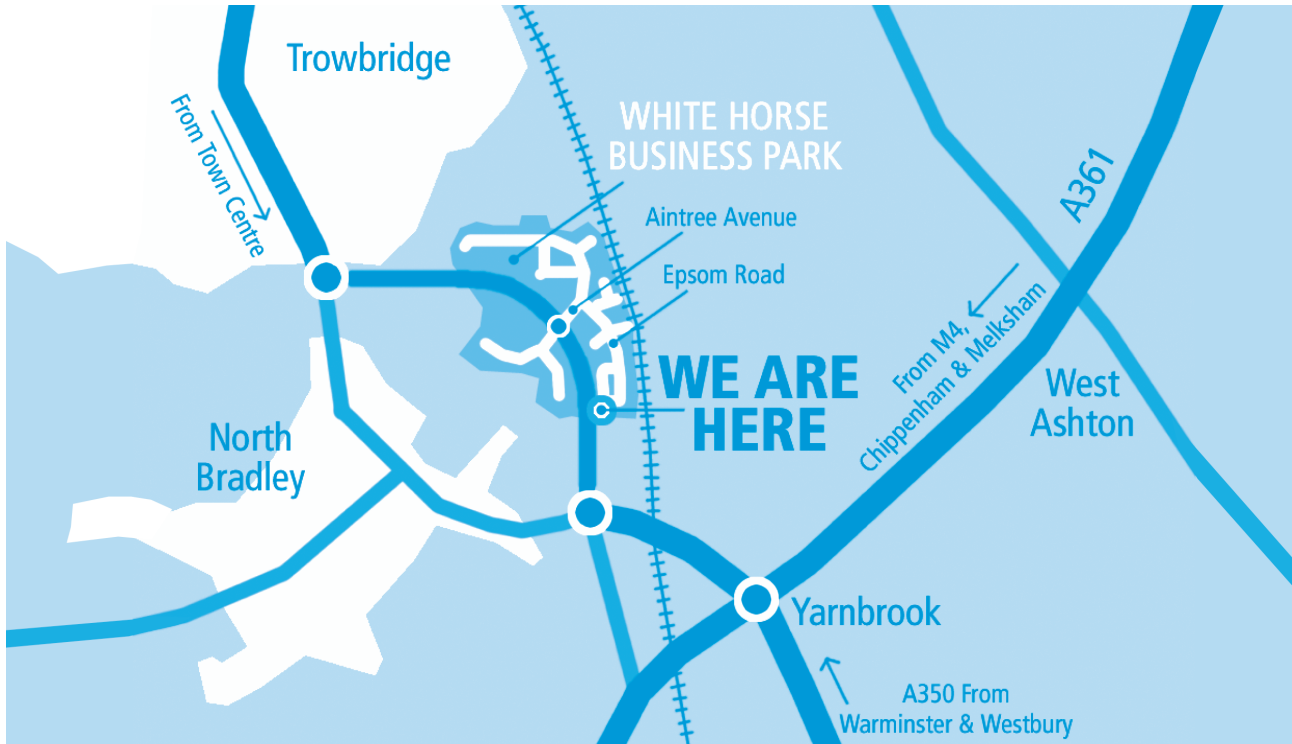 Trowbridge
From Town Centre
WHITE HORSE
BUSINESS PARK
Aintree Avenue
Epsom Road
A361
From M4,
Chippenham & Melksham
WE ARE
HERE
West
Ashton
North
Bradley
Yarnbrook
A350 From
Warminster & Westbury